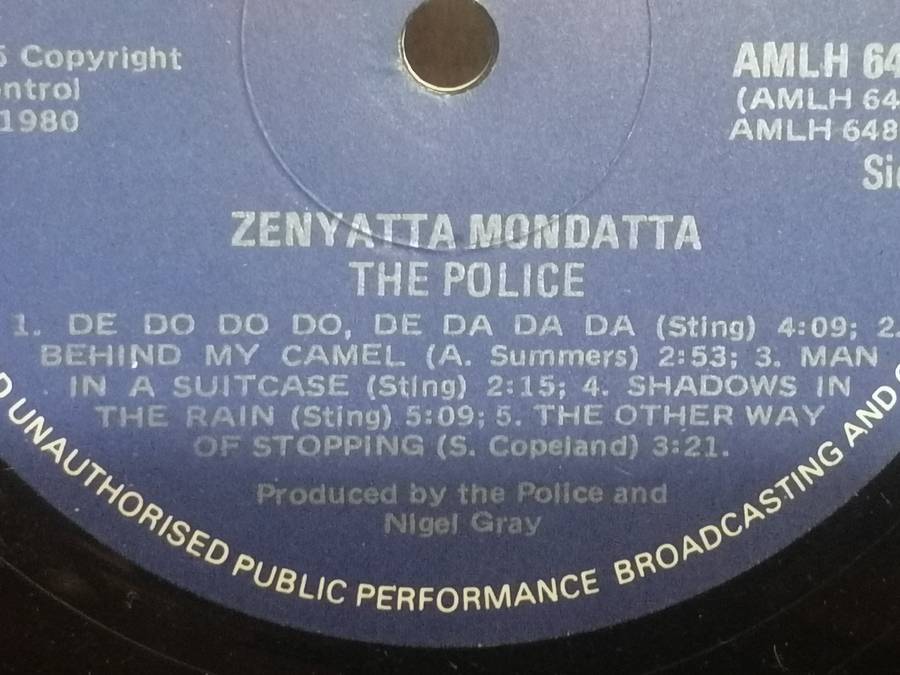 Copyright
1980
AMLH 64
(AMLH 64
AMLH 648
ZENYATTA MONDATTA
THE POLICE
1. DE DO DO DO, DE DA DA DA (Sting) 4:09; 2.
BEHIND MY CAMEL (A. Summers) 2:53; 3. MAN
IN A SUITCASE (Sting) 2:15; 4. SHADOWS IN
THE RAIN (Sting) 5:09; 5. THE OTHER WAY
OF STOPPING (S. Copeland) 3:21.
Produced by the Police and
Nigel Gray
UNAUTHORISED PUBLIC PERFORMANCE BROADCASTING AND